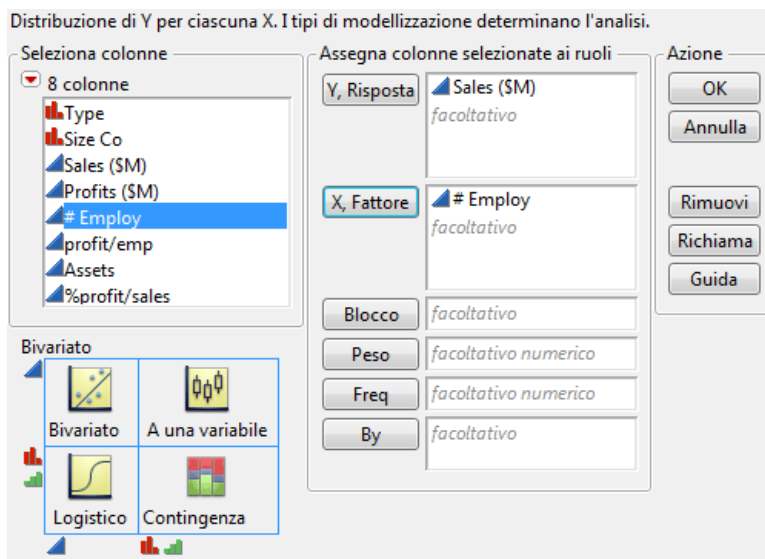 Distribuzione di Y per ciascuna X. I tipi di modellizzazione determinano l'analisi.
Seleziona colonne
8 colonne
Type
Size Co
Sales ($M)
Profits ($M)
# Employ
profit/emp
Assets
%profit/sales
Assegna colonne selezionate ai ruoli
Y, Risposta
Sales ($M)
facoltativo
X, Fattore
# Employ
facoltativo
Blocco
facoltativo
Peso
facoltativo numerico
Freq
facoltativo numerico
By
facoltativo
Azione
OK
Annulla
Rimuovi
Richiama
Guida
Bivariato
Bivariato
A una variabile
Logistico
Contingenza